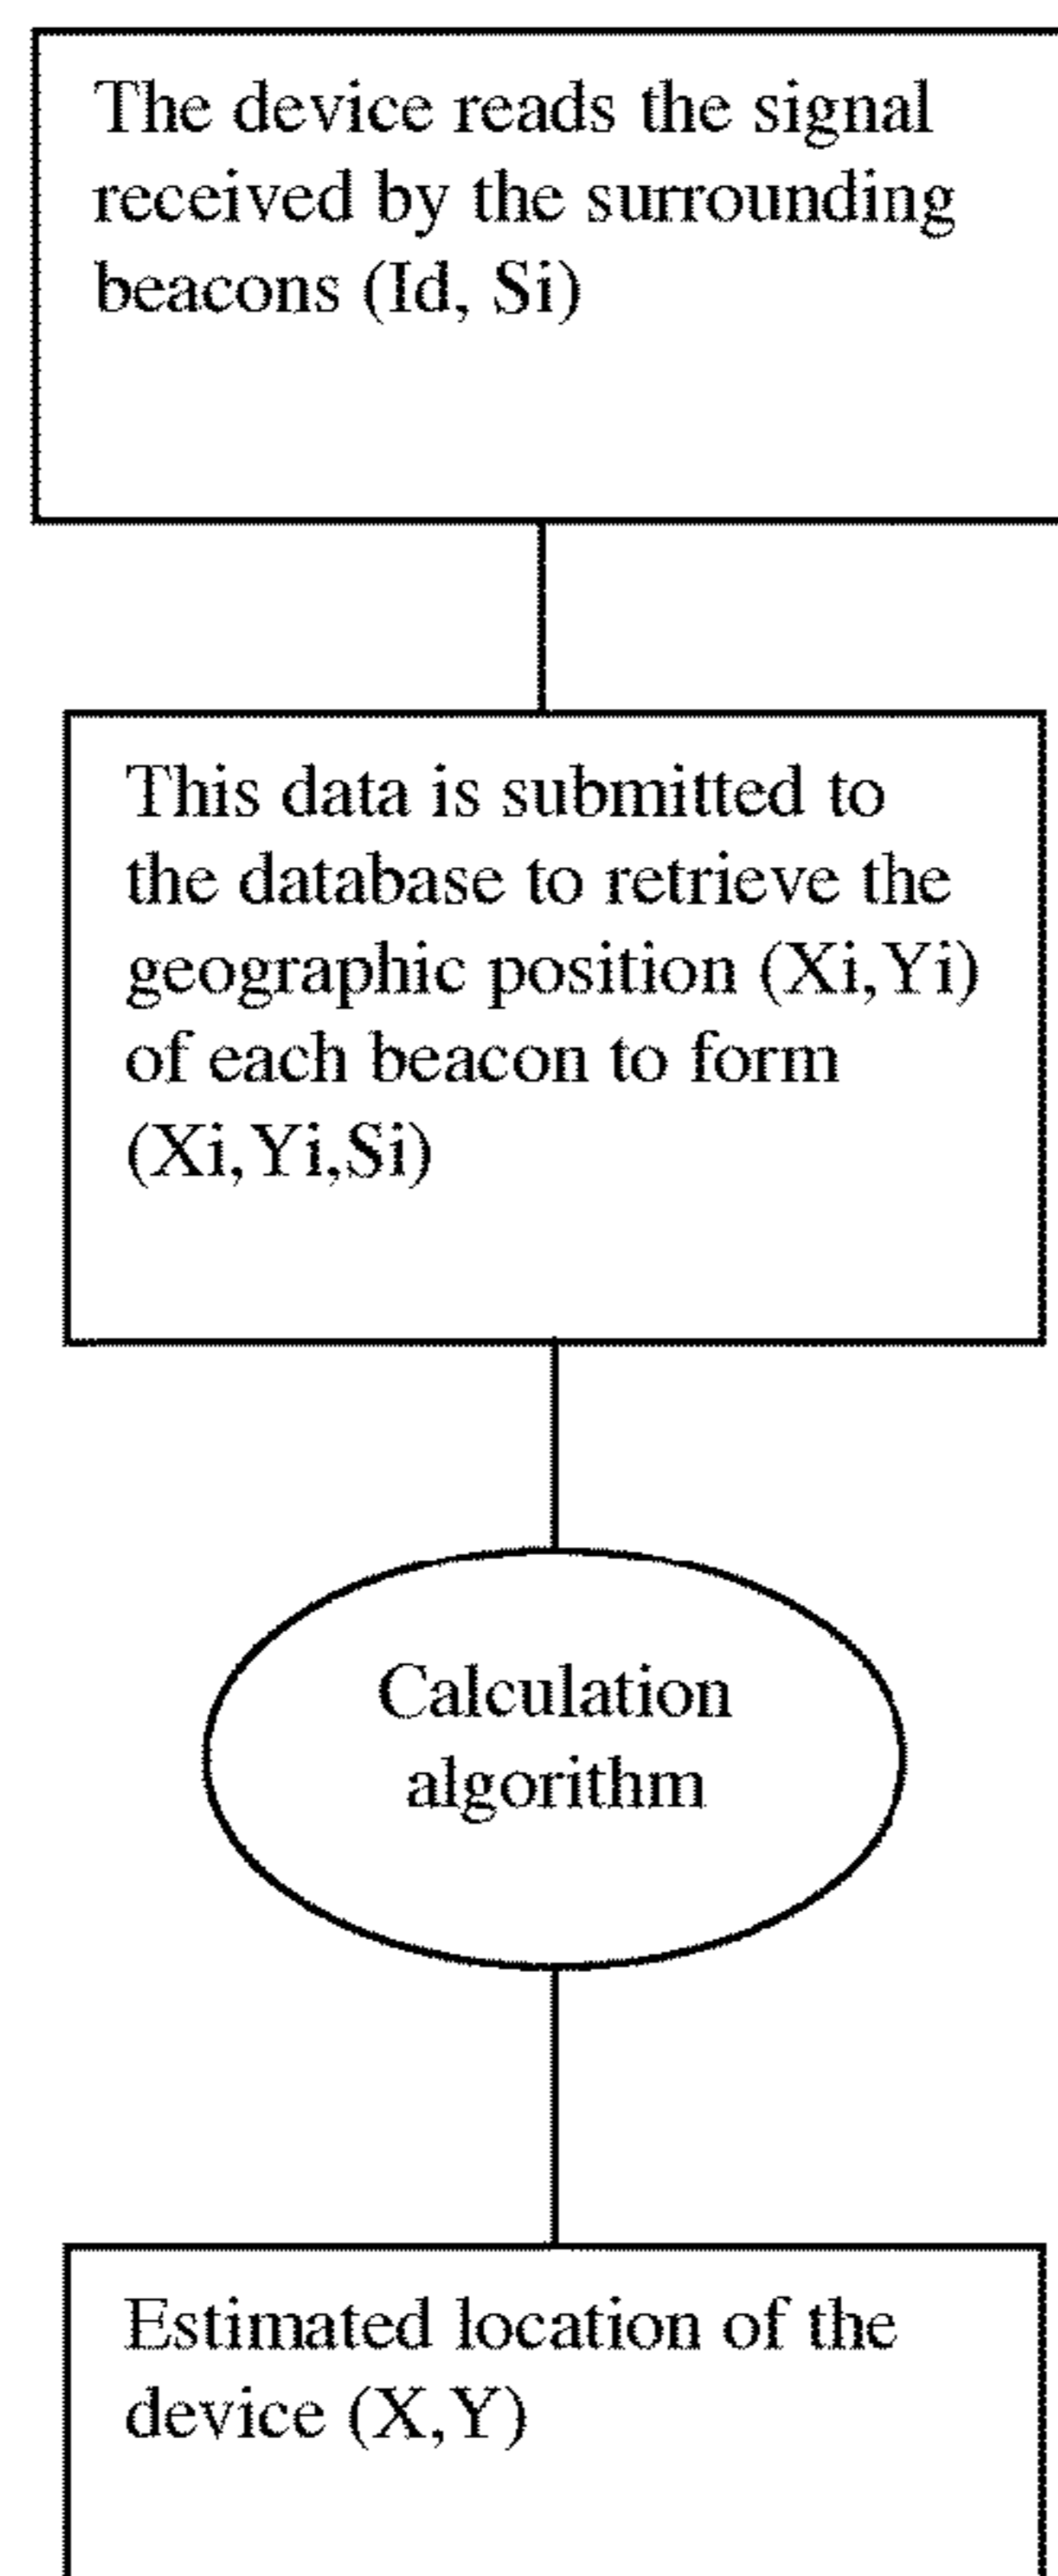 The device reads the signal
received by the surrounding
beacons (Id, Si)
This data is submitted to
the database to retrieve the
geographic position (Xi,Yi)
of each beacon to form
(Xi,Yi,Si)
Calculation
algorithm
Estimated location of the
device (X,Y)